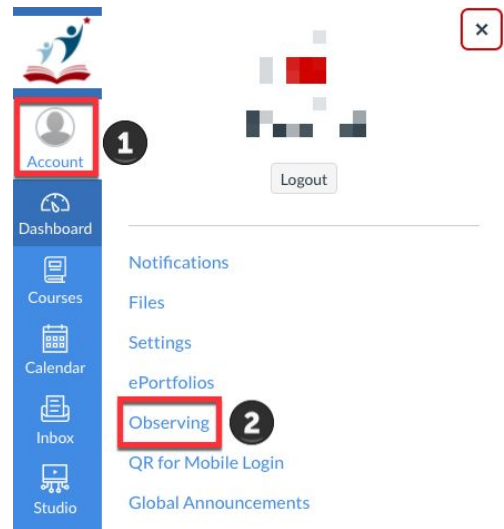 Account
1
Dashboard
Courses
Calendar
Inbox
Studio
×
Logout
Notifications
Files
Settings
ePortfolios
Observing
2
QR for Mobile Login
Global Announcements